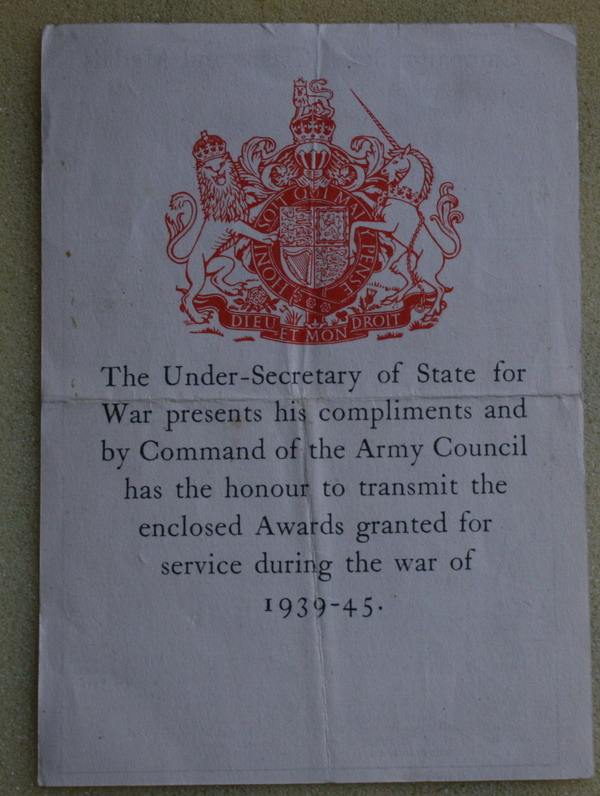 HONI SOIT QUI MAL Y PENSE
DIEU ET MON DROIT
The Under-Secretary of State for
War presents his compliments and
by Command of the Army Council
has the honour to transmit the
enclosed Awards granted for
service during the war of
1939-45.